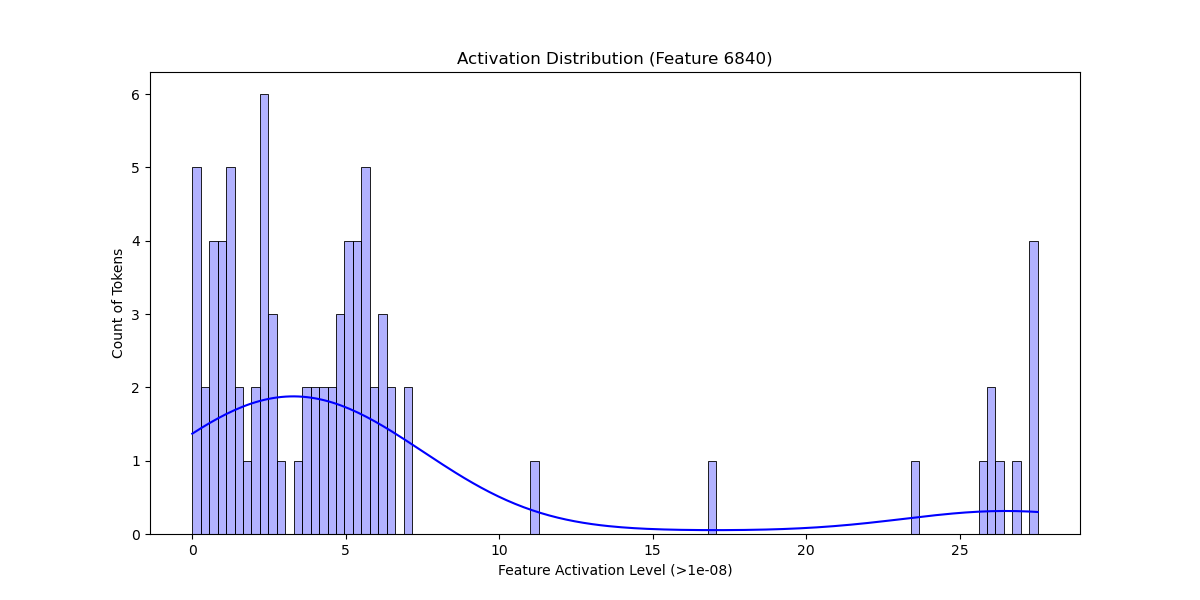 Activation Distribution (Feature 6840)
6
5
4
3
2
1
0
Count of Tokens
0 5 10 15 20 25
Feature Activation Level (>1e-08)